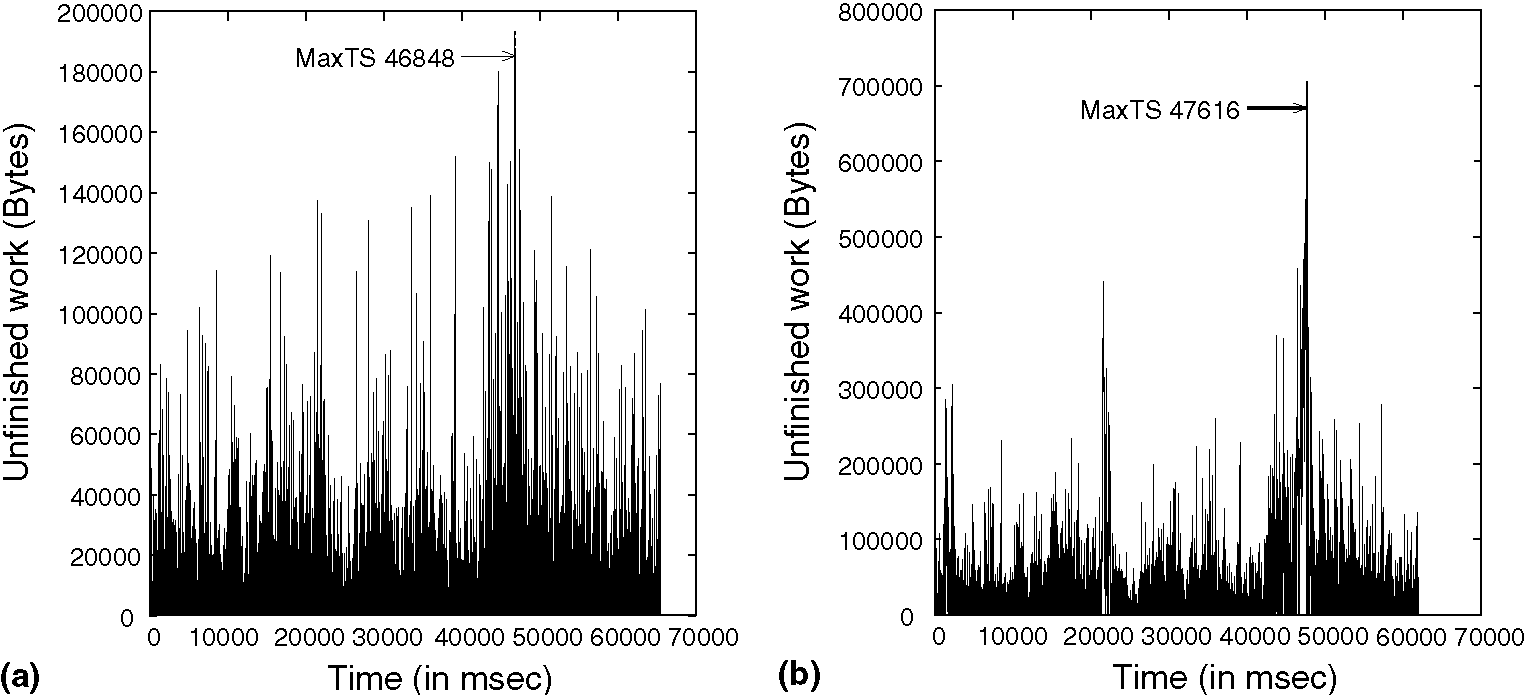 200000
180000
160000
140000
120000
100000
80000
60000
40000
20000
0
Unfinished work (Bytes)
MaxTS 46848
0 10000 20000 30000 40000 50000 60000 70000
Time (in msec)
(a)
800000
700000
600000
500000
400000
300000
200000
100000
0
Unfinished work (Bytes)
MaxTS 47616
0 10000 20000 30000 40000 50000 60000 70000
Time (in msec)
(b)